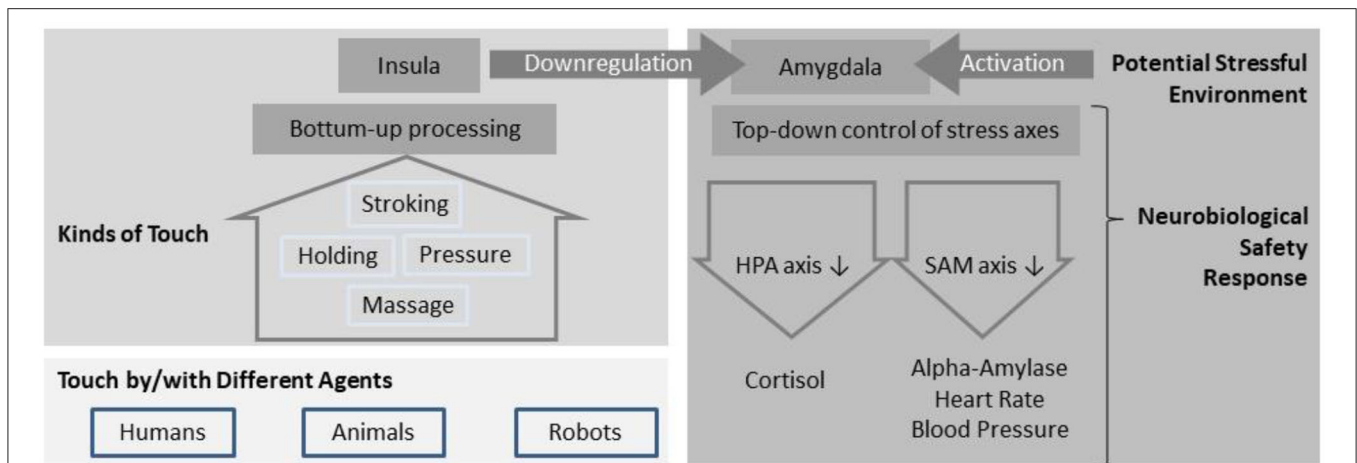 Insula
Downregulation
Amygdala
Activation
Potential Stressful
Environment
Bottum-up processing
Top-down control of stress axes
Kinds of Touch
Stroking
Holding
Pressure
Massage
HPA axis ↓
SAM axis ↓
Neurobiological
Safety
Response
Cortisol
Alpha-Amylase
Heart Rate
Blood Pressure
Touch by/with Different Agents
Humans
Animals
Robots